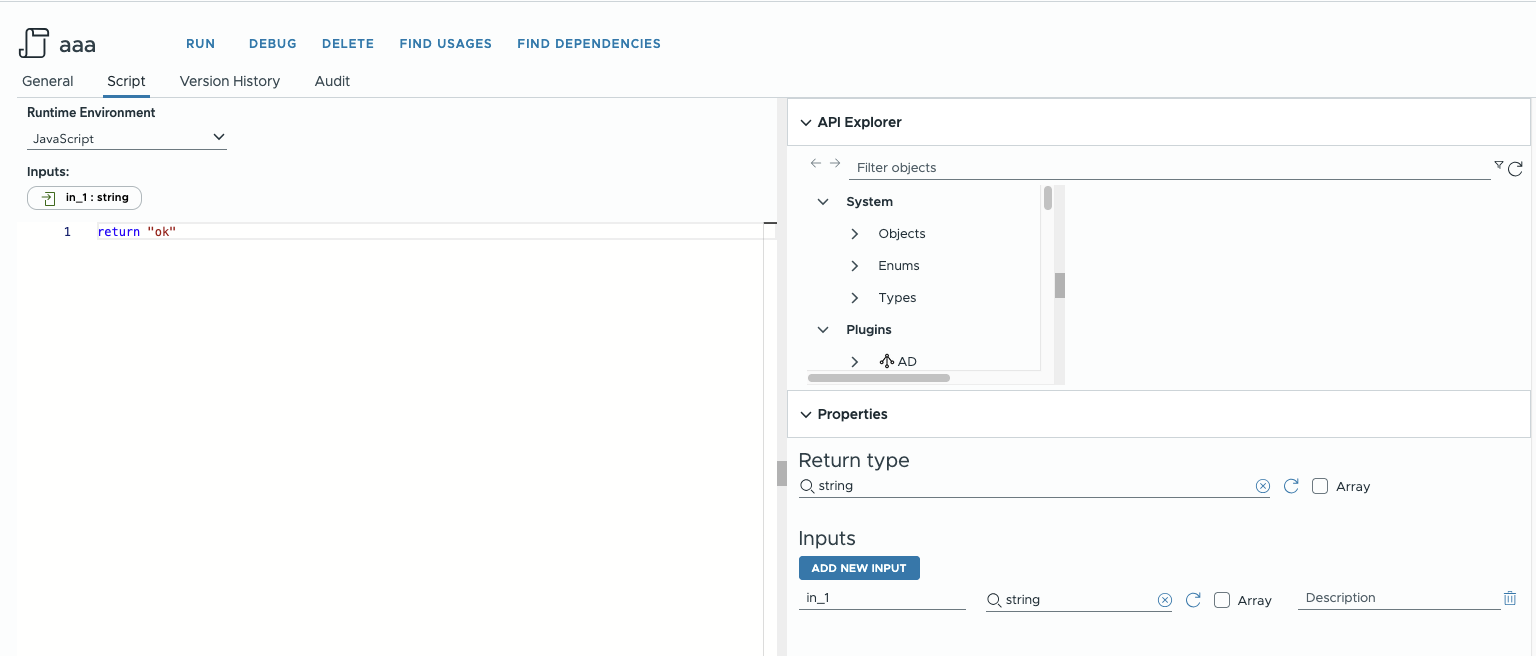 aaa RUN DEBUG DELETE FIND USAGES FIND DEPENDENCIES
General Script Version History Audit
Runtime Environment
JavaScript
Inputs:
in_1 : string
1 return "ok"
API Explorer
Filter objects
System
Objects
Enums
Types
Plugins
AD
Properties
Return type
string Array
Inputs
ADD NEW INPUT
in_1 string Array Description